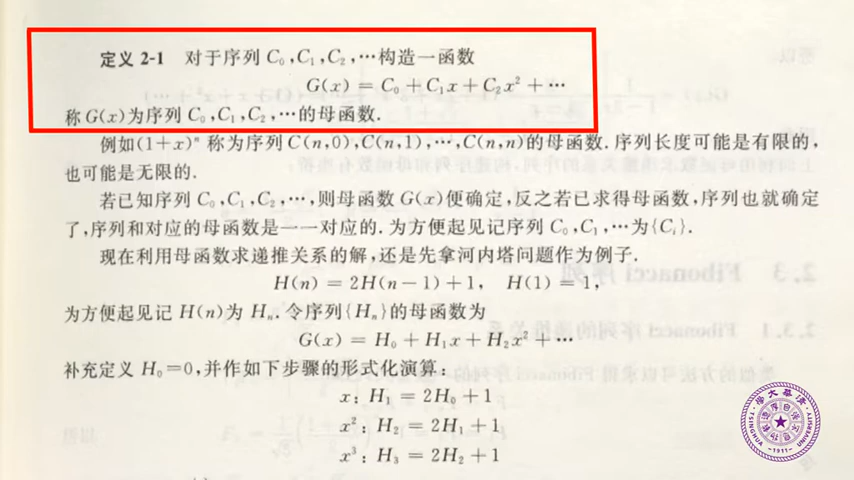 定义 2-1 对于序列 C₀,C₁,C₂,…构造一函数
G(x) = C₀+C₁x+C₂x²+…
称G(x)为序列 C₀,C₁,C₂,…的母函数.
例如(1+x)ⁿ 称为序列 C(n,0),C(n,1),…,C(n,n)的母函数.序列长度可能是有限的,
也可能是无限的.
若已知序列 C₀,C₁,C₂,…,则母函数 G(x)便确定,反之若已求得母函数,序列也就确定
了,序列和对应的母函数是一一对应的.为方便起见记序列 C₀,C₁,…为{Cᵢ}.
现在利用母函数求递推关系的解,还是先拿河内塔问题作为例子.
H(n) = 2H(n−1)+1, H(1) = 1,
为方便起见记 H(n)为 Hₙ.令序列{Hₙ}的母函数为
G(x) = H₀+H₁x+H₂x²+…
补充定义 H₀=0,并作如下步骤的形式化演算:
x: H₁ = 2H₀+1
x²: H₂ = 2H₁+1
x³: H₃ = 2H₂+1
TSINGHUA UNIVERSITY
-1911-